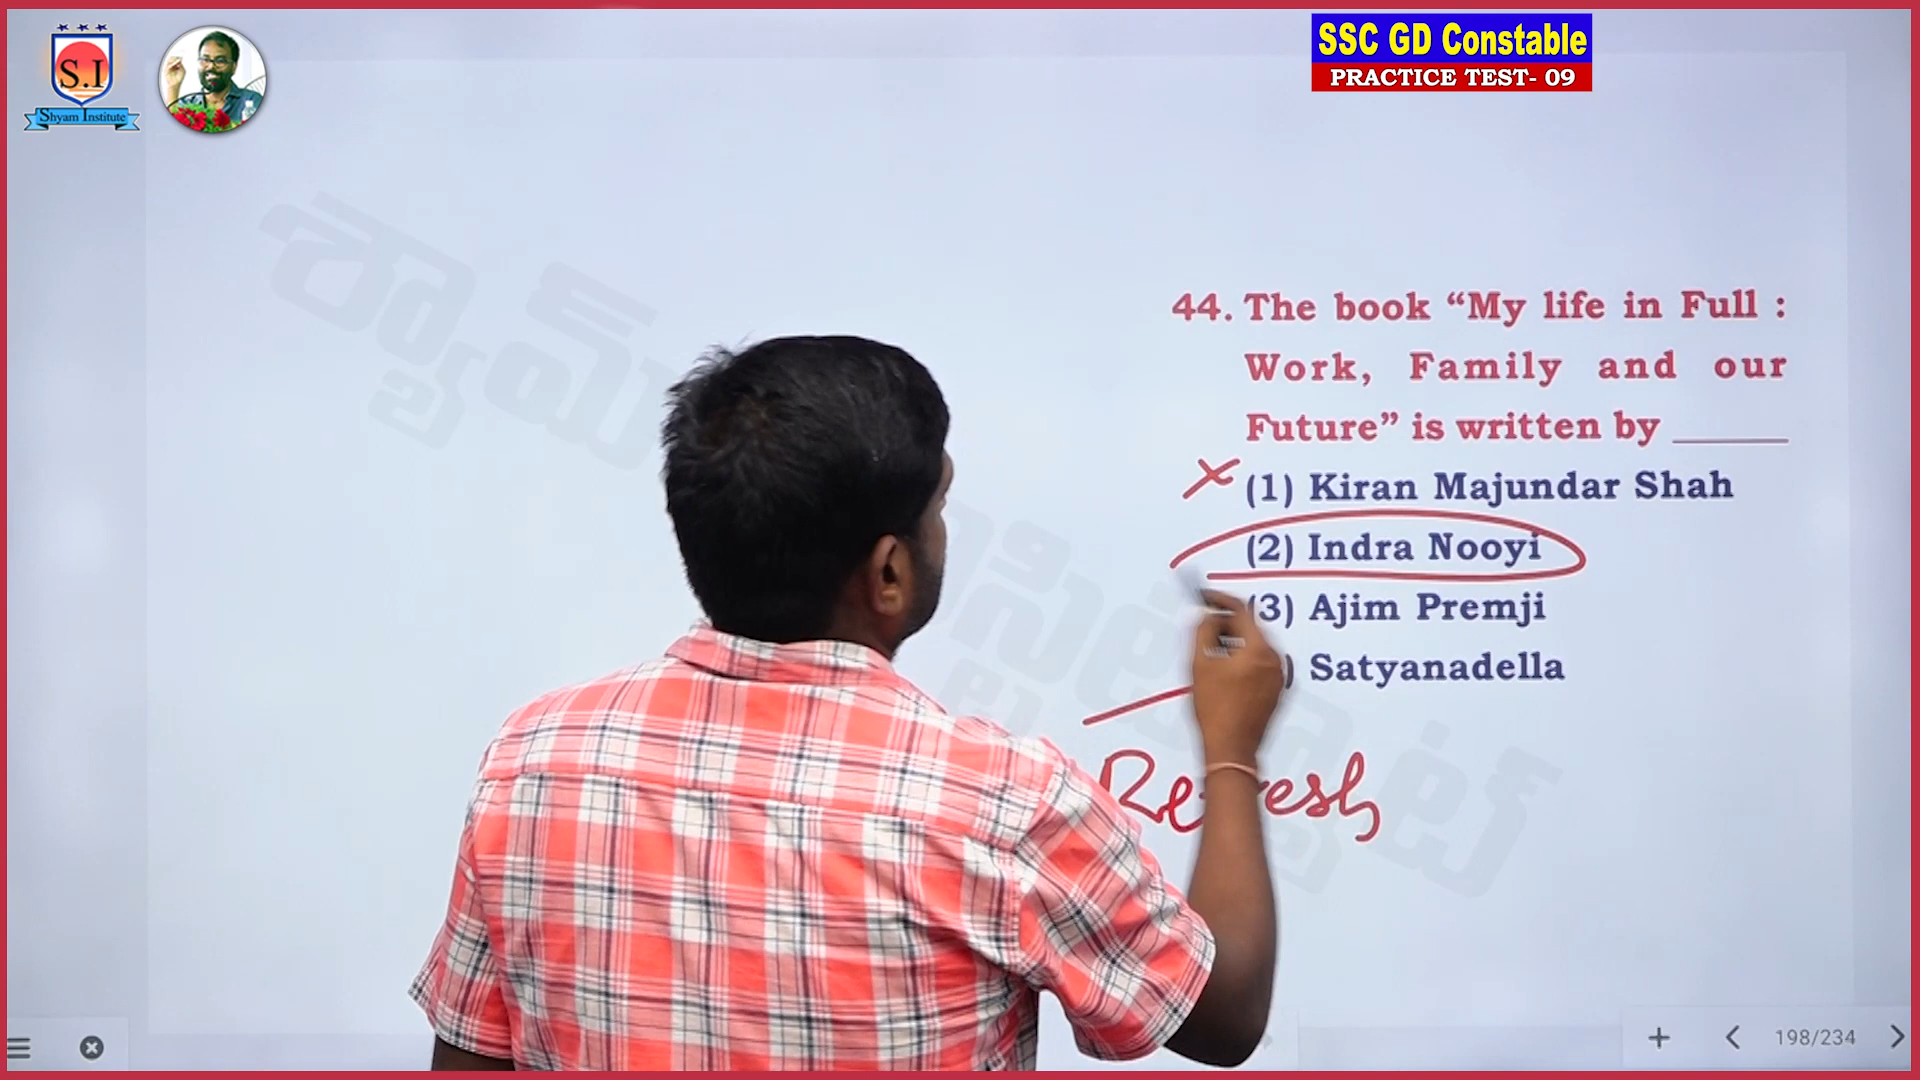 S.I
Shyam Institute
SSC GD Constable
PRACTICE TEST- 09
44. The book “My life in Full :
Work, Family and our
Future” is written by ______
(1) Kiran Majundar Shah
(2) Indra Nooyi
(3) Ajim Premji
) Satyanadella
198/234